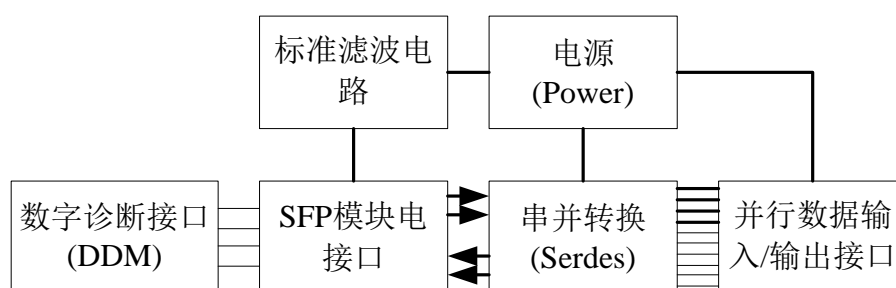 标准滤波电
路
电源
(Power)
数字诊断接口
(DDM)
SFP模块电
接口
串并转换
(Serdes)
并行数据输
入/输出接口